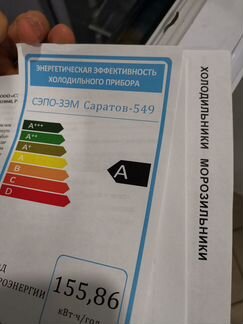 ЭНЕРГЕТИЧЕСКАЯ ЭФФЕКТИВНОСТЬ
ХОЛОДИЛЬНОГО ПРИБОРА
СЭПО-ЗЭМ Саратов-549
A+++
A++
A+
A
B
C
D
A
155,86
кВт·ч/год
ХОЛОДИЛЬНИКИ МОРОЗИЛЬНИКИ